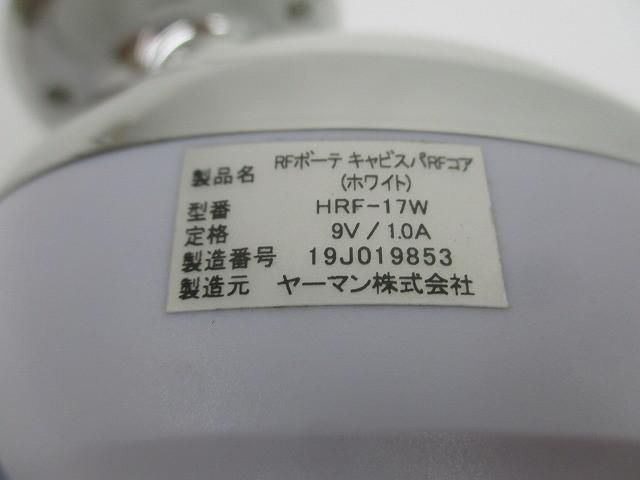 製品名 RFボーテ キャビスパRFコア
(ホワイト)
型番 HRF-17W
定格 9V / 1.0A
製造番号 19J019853
製造元 ヤーマン株式会社